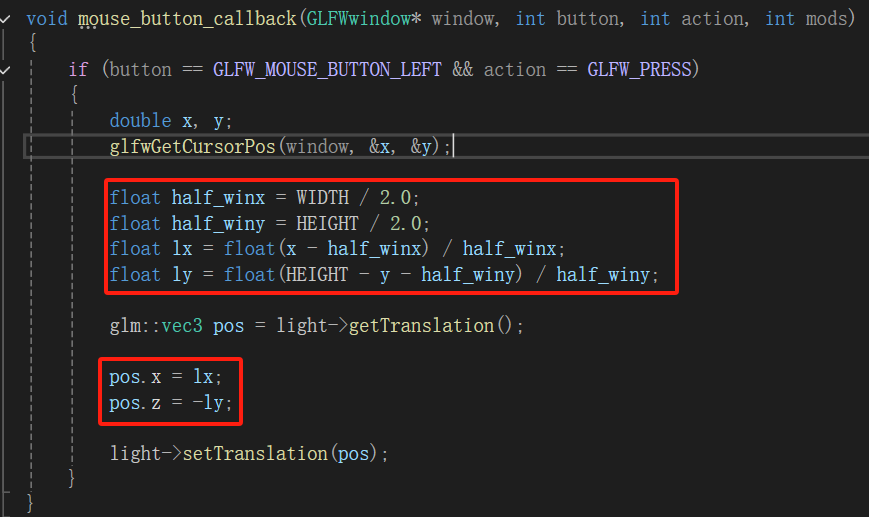 void mouse_button_callback(GLFWwindow* window, int button, int action, int mods)
{
if (button == GLFW_MOUSE_BUTTON_LEFT && action == GLFW_PRESS)
{
double x, y;
glfwGetCursorPos(window, &x, &y);
float half_winx = WIDTH / 2.0;
float half_winy = HEIGHT / 2.0;
float lx = float(x - half_winx) / half_winx;
float ly = float(HEIGHT - y - half_winy) / half_winy;
glm::vec3 pos = light->getTranslation();
pos.x = lx;
pos.z = -ly;
light->setTranslation(pos);
}
}